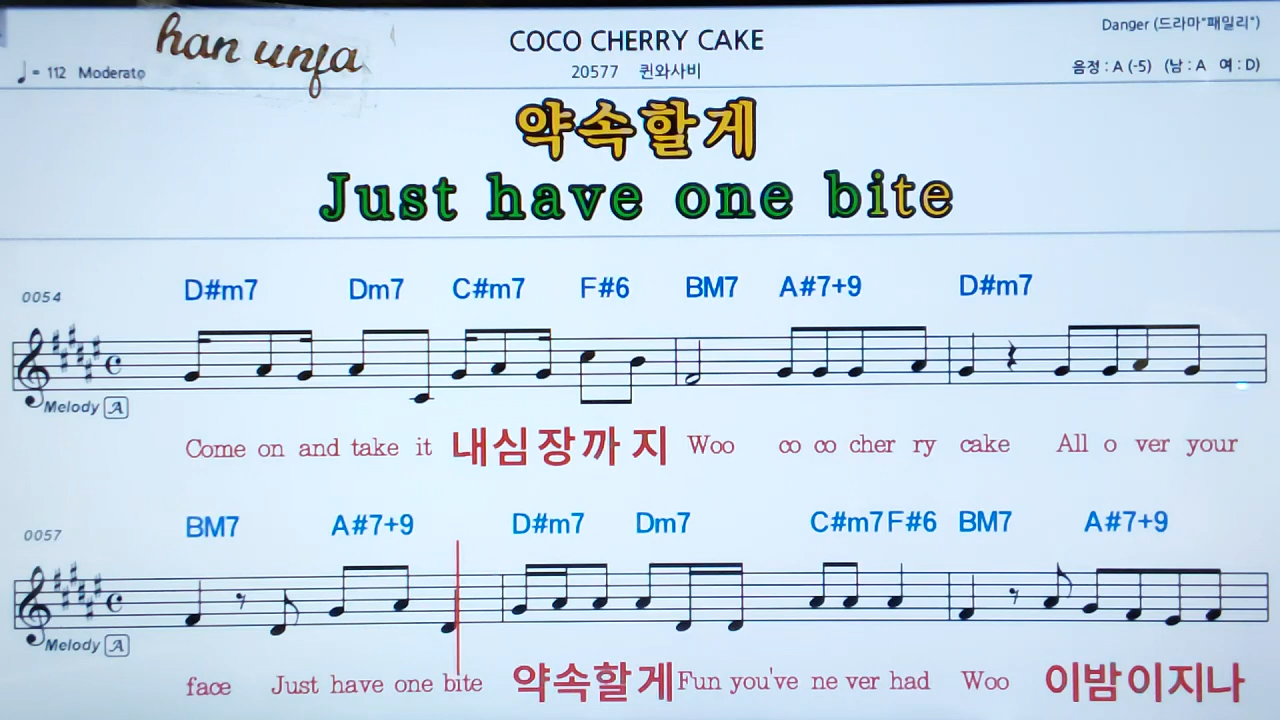 han unfa
COCO CHERRY CAKE
Danger (드라마"패밀리")
= 112 Moderato
20577 퀸와사비
음정 : A (-5) (남 : A 여 : D)
약속할게
Just have one bite
0054
D#m7 Dm7 C#m7 F#6 BM7 A#7+9 D#m7
Melody A
Come on and take it 내심장까지 Woo co co cher ry cake All o ver your
0057
BM7 A#7+9 D#m7 Dm7 C#m7 F#6 BM7 A#7+9
Melody A
face Just have one bite 약속할게 Fun you've ne ver had Woo 이밤이지나